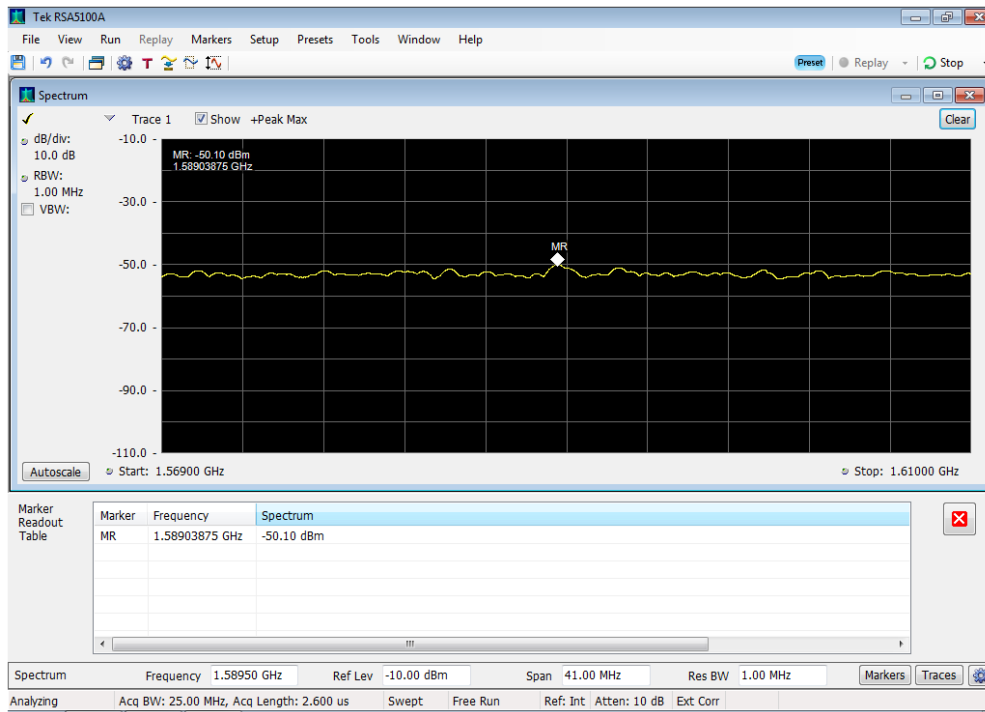 Tek RSA5100A
File View Run Replay Markers Setup Presets Tools Window Help
T Preset Replay Stop
Spectrum
Trace 1 Show +Peak Max Clear
dB/div:
10.0 dB
RBW:
1.00 MHz
VBW:
-10.0 -
MR: -50.10 dBm
1.58903875 GHz
-30.0 -
MR
-50.0 -
-70.0 -
-90.0 -
-110.0 -
Autoscale Start: 1.56900 GHz Stop: 1.61000 GHz
Marker
Readout
Table
Marker Frequency Spectrum
MR 1.58903875 GHz -50.10 dBm
Spectrum Frequency 1.58950 GHz Ref Lev -10.00 dBm Span 41.00 MHz Res BW 1.00 MHz Markers Traces
Analyzing Acq BW: 25.00 MHz, Acq Length: 2.600 us Swept Free Run Ref: Int Atten: 10 dB Ext Corr